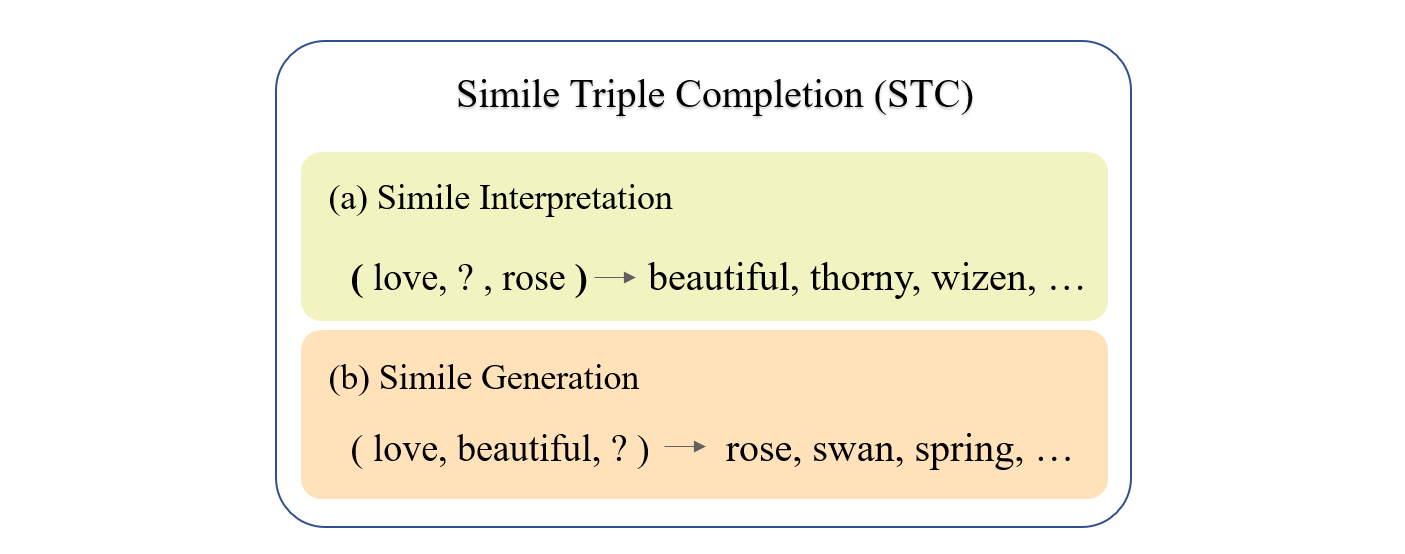 Simile Triple Completion (STC)
(a) Simile Interpretation
( love, ? , rose ) → beautiful, thorny, wizen, …
(b) Simile Generation
( love, beautiful, ? ) → rose, swan, spring, …